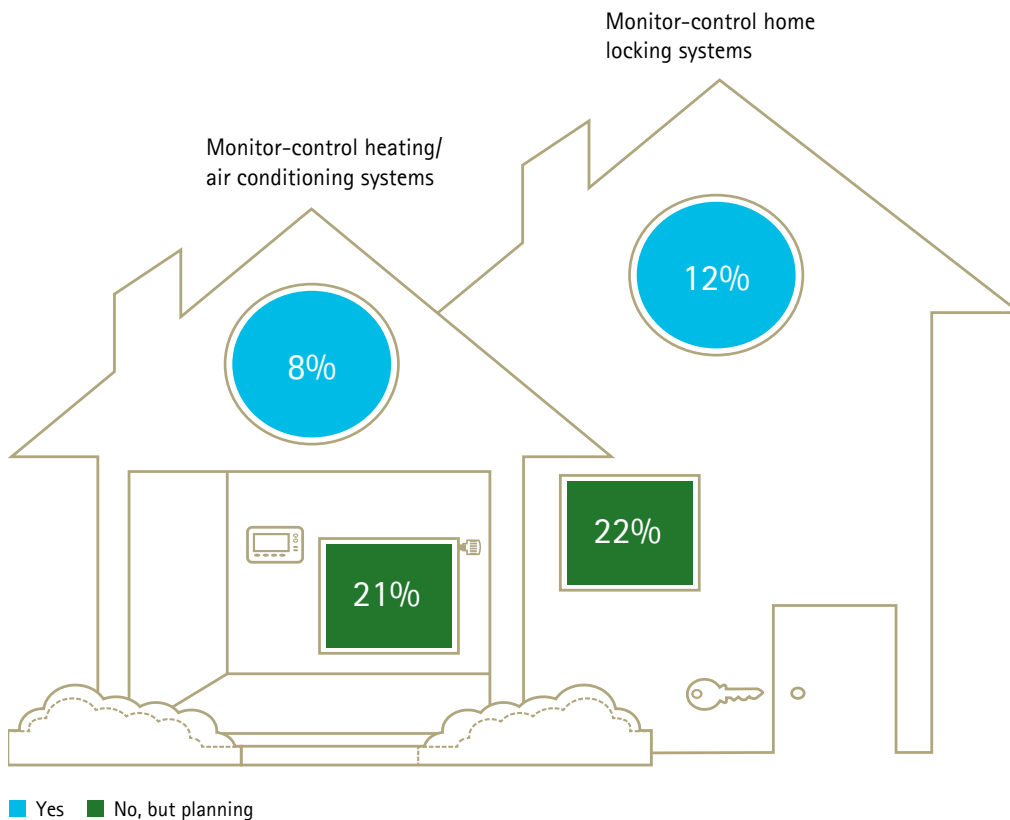 Monitor-control home
locking systems
Monitor-control heating/
air conditioning systems
12%
8%
22%
21%
Yes
No, but planning